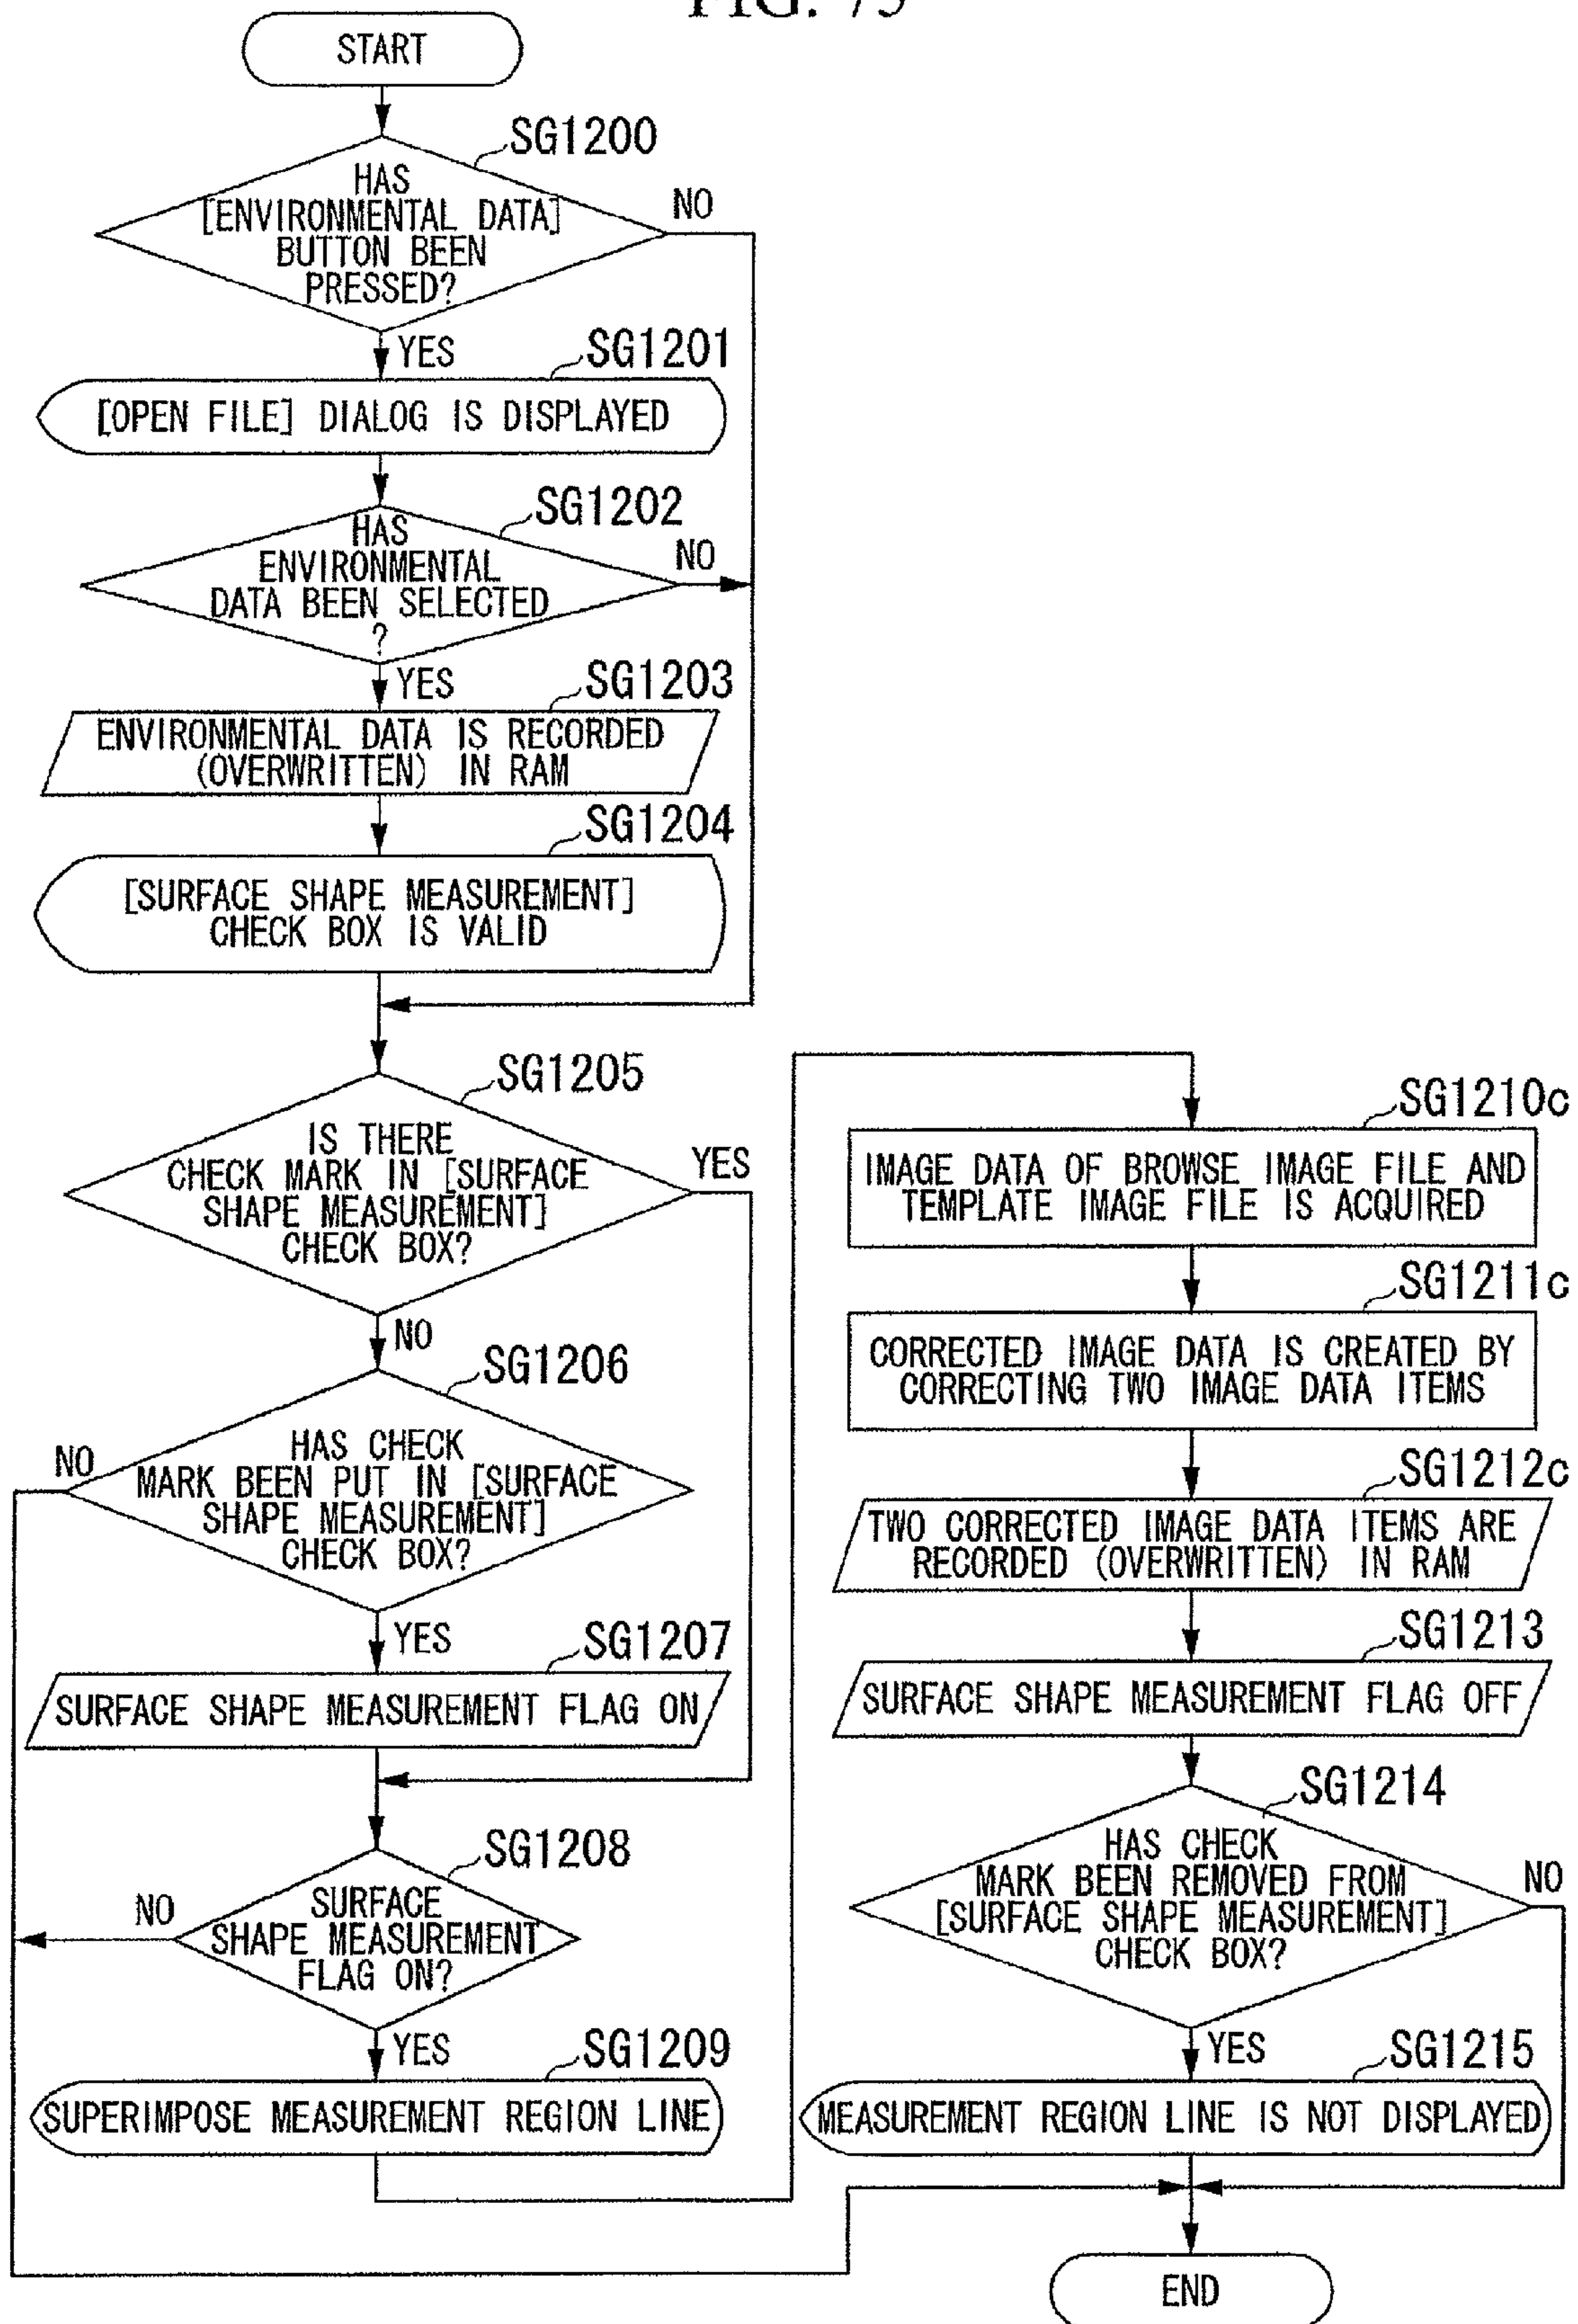 FIG. 75
START
SG1200
HAS
[ENVIRONMENTAL DATA]
BUTTON BEEN
PRESSED?
NO
YES
SG1201
[OPEN FILE] DIALOG IS DISPLAYED
SG1202
HAS
ENVIRONMENTAL
DATA BEEN SELECTED
?
NO
YES
SG1203
ENVIRONMENTAL DATA IS RECORDED
(OVERWRITTEN) IN RAM
SG1204
[SURFACE SHAPE MEASUREMENT]
CHECK BOX IS VALID
SG1205
IS THERE
CHECK MARK IN [SURFACE
SHAPE MEASUREMENT]
CHECK BOX?
YES
NO
SG1206
HAS CHECK
MARK BEEN PUT IN [SURFACE
SHAPE MEASUREMENT]
CHECK BOX?
NO
YES
SG1207
SURFACE SHAPE MEASUREMENT FLAG ON
SG1208
SURFACE
SHAPE MEASUREMENT
FLAG ON?
NO
YES
SG1209
SUPERIMPOSE MEASUREMENT REGION LINE
SG1210c
IMAGE DATA OF BROWSE IMAGE FILE AND
TEMPLATE IMAGE FILE IS ACQUIRED
SG1211c
CORRECTED IMAGE DATA IS CREATED BY
CORRECTING TWO IMAGE DATA ITEMS
SG1212c
TWO CORRECTED IMAGE DATA ITEMS ARE
RECORDED (OVERWRITTEN) IN RAM
SG1213
SURFACE SHAPE MEASUREMENT FLAG OFF
SG1214
HAS CHECK
MARK BEEN REMOVED FROM
[SURFACE SHAPE MEASUREMENT]
CHECK BOX?
NO
YES
SG1215
MEASUREMENT REGION LINE IS NOT DISPLAYED
END